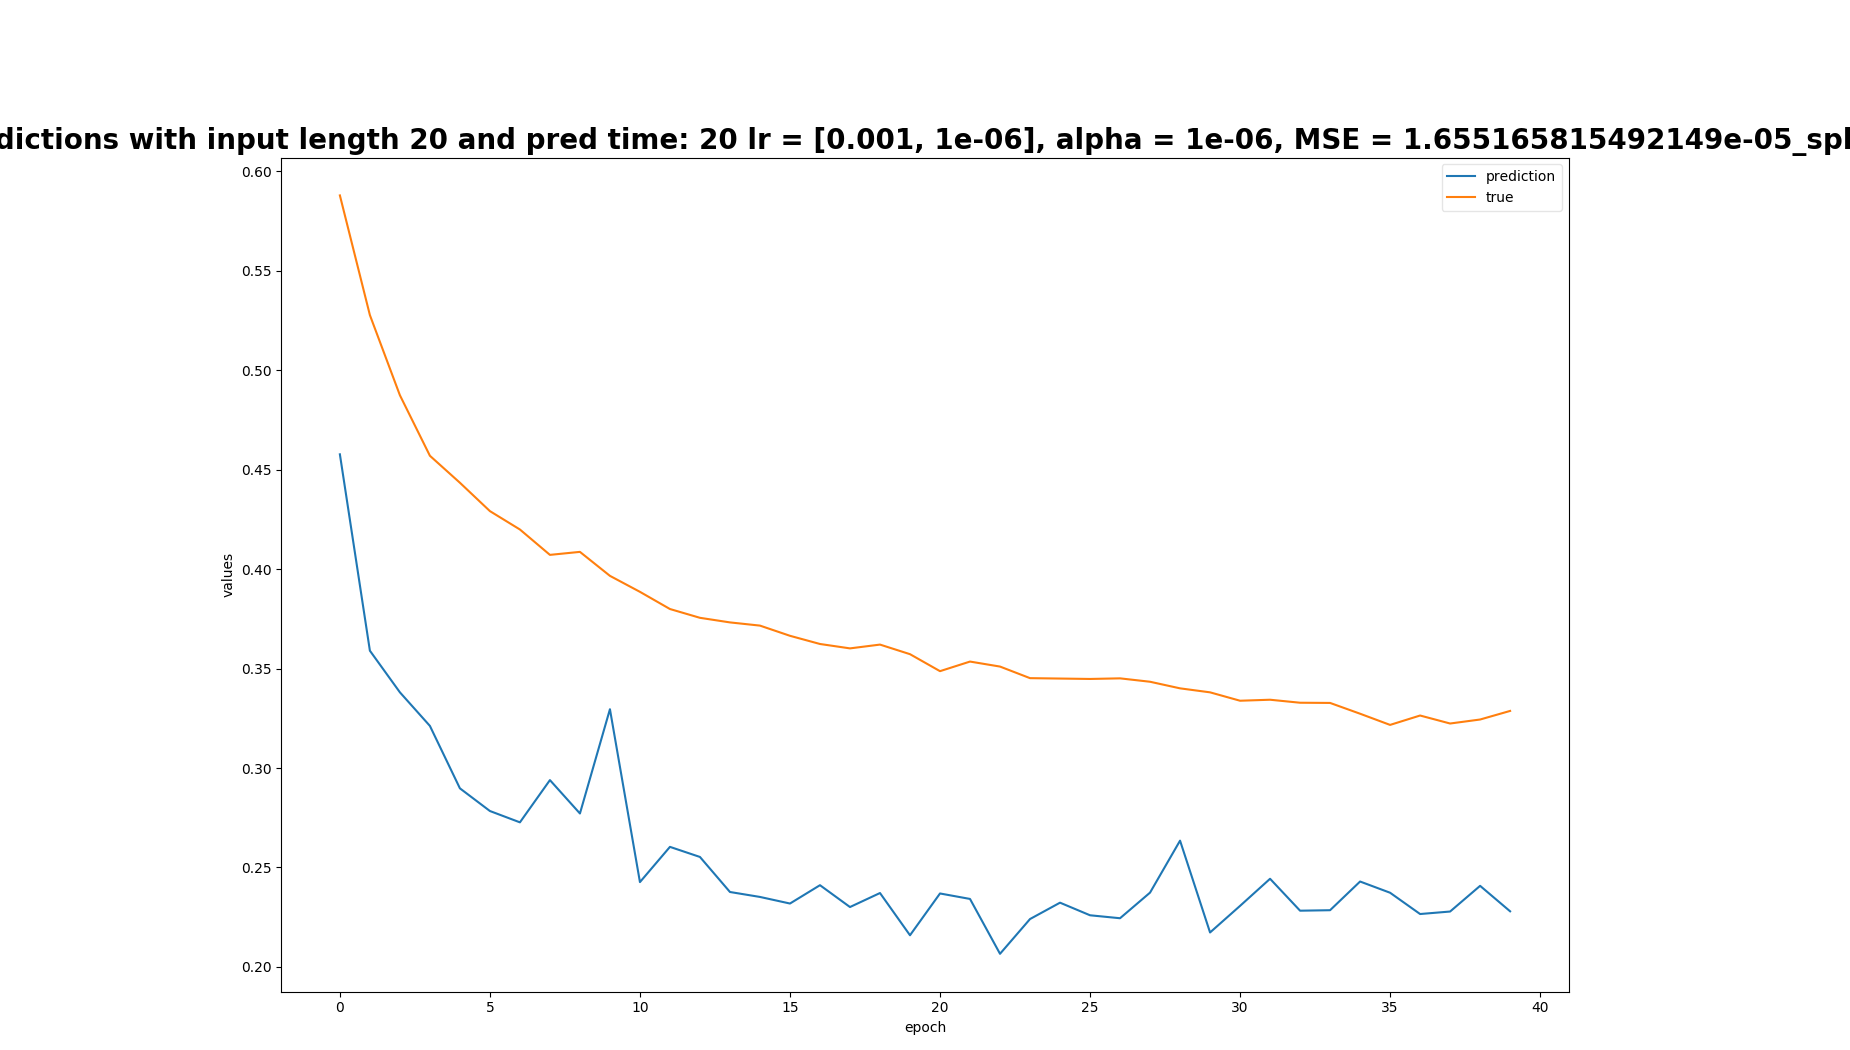 dictions with input length 20 and pred time: 20 lr = [0.001, 1e-06], alpha = 1e-06, MSE = 1.655165815492149e-05_spl
prediction
true
0.60
0.55
0.50
0.45
0.40
0.35
0.30
0.25
0.20
values
0 5 10 15 20 25 30 35 40
epoch